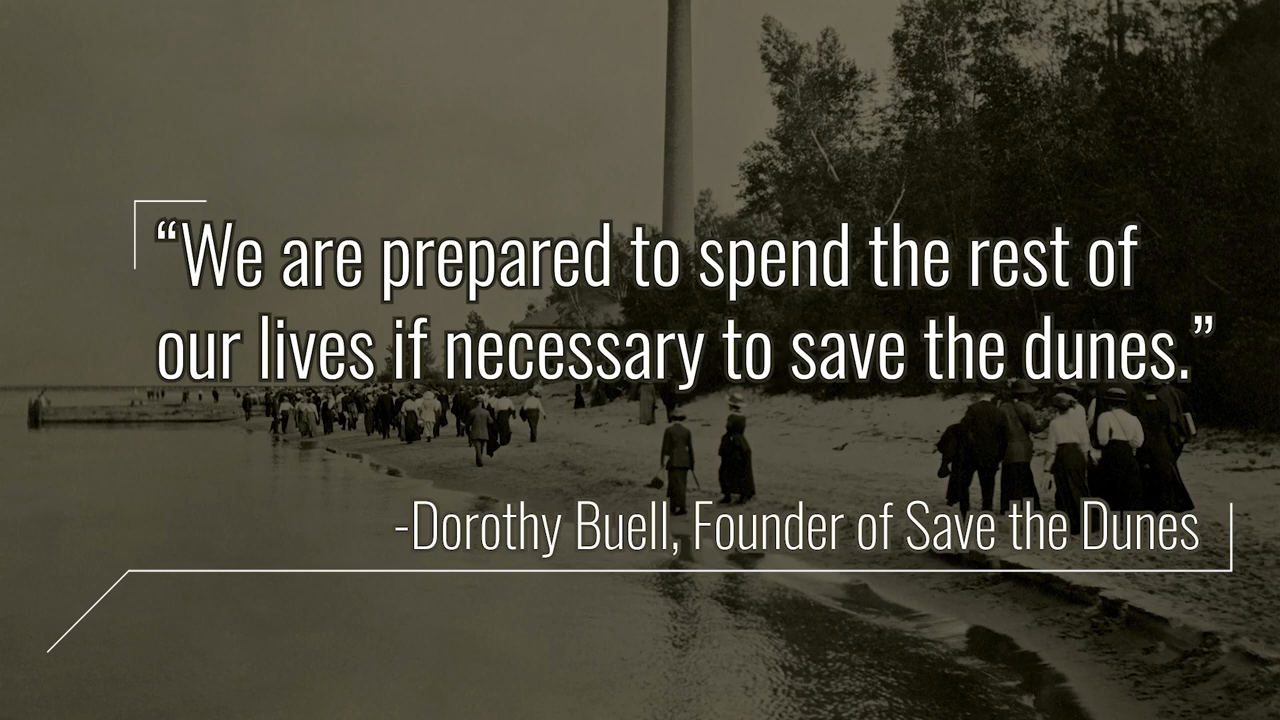 “We are prepared to spend the rest of
our lives if necessary to save the dunes.”
-Dorothy Buell, Founder of Save the Dunes